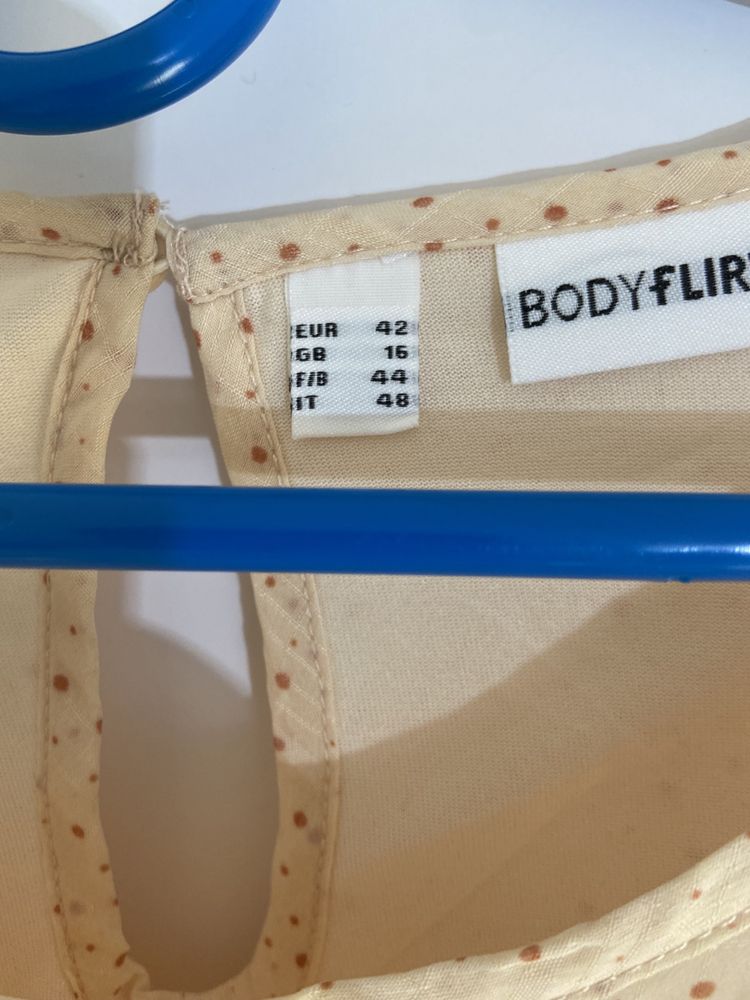 EUR 42
GB 16
F/B 44
IT 48
BODYFLIR